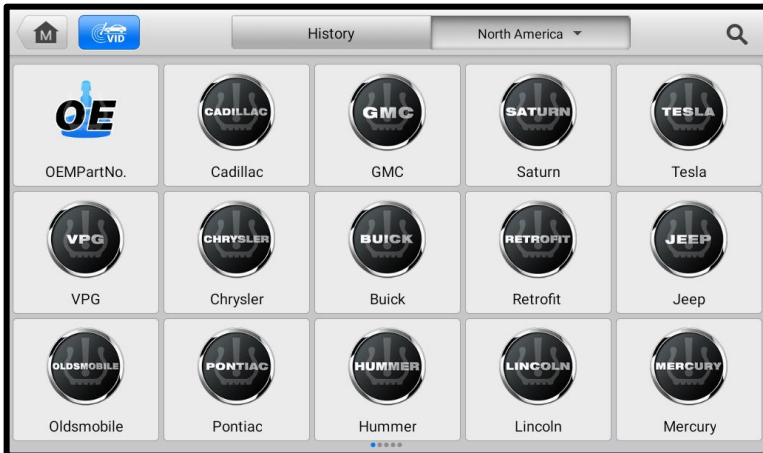 M VID History North America
OE CADILLAC GMC SATURN TESLA
OEMPartNo. Cadillac GMC Saturn Tesla
VPG CHRYSLER BUICK RETROFIT JEEP
VPG Chrysler Buick Retrofit Jeep
OLDSMOBILE PONTIAC HUMMER LINCOLN MERCURY
Oldsmobile Pontiac Hummer Lincoln Mercury